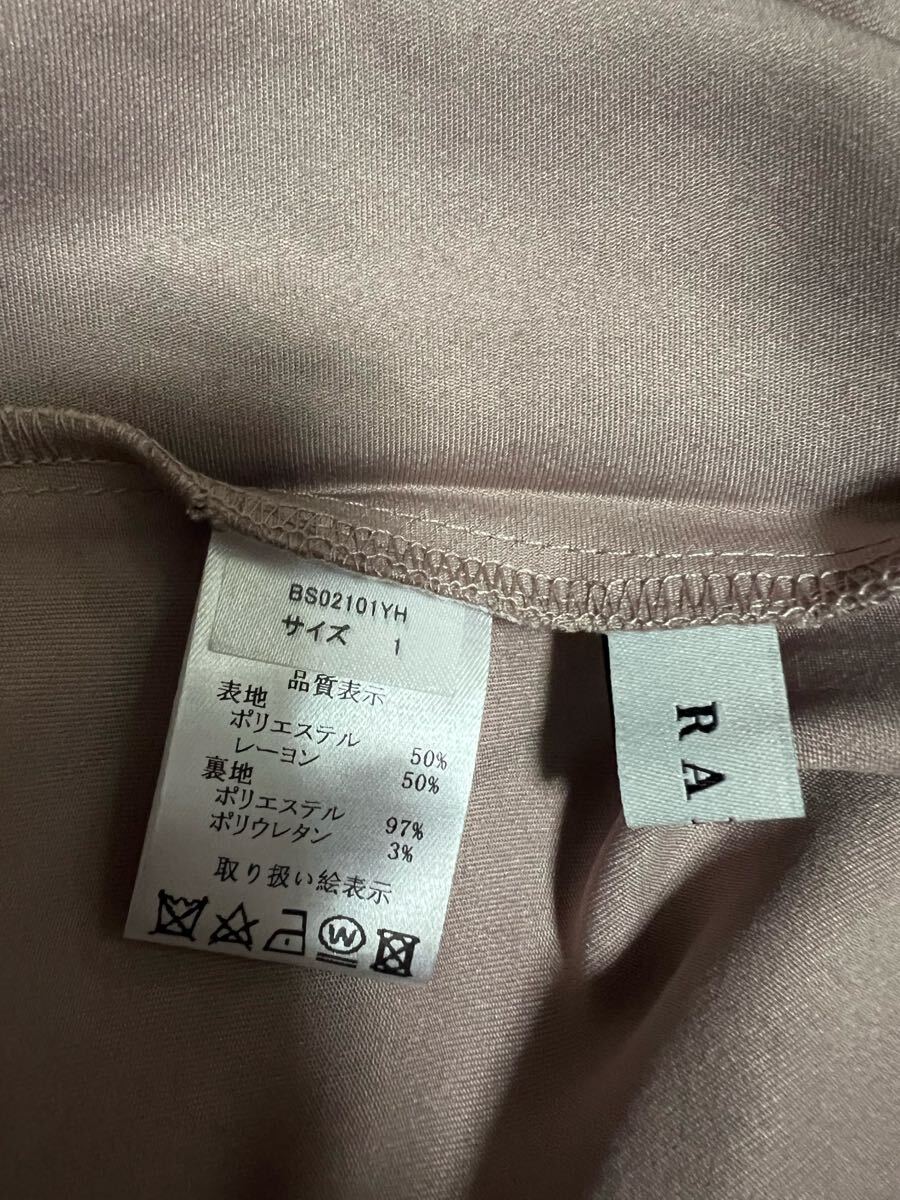 BS02101YH
サイズ 1
品質表示
表地
ポリエステル 50%
レーヨン 50%
裏地
ポリエステル 97%
ポリウレタン 3%
取り扱い絵表示
W
R A